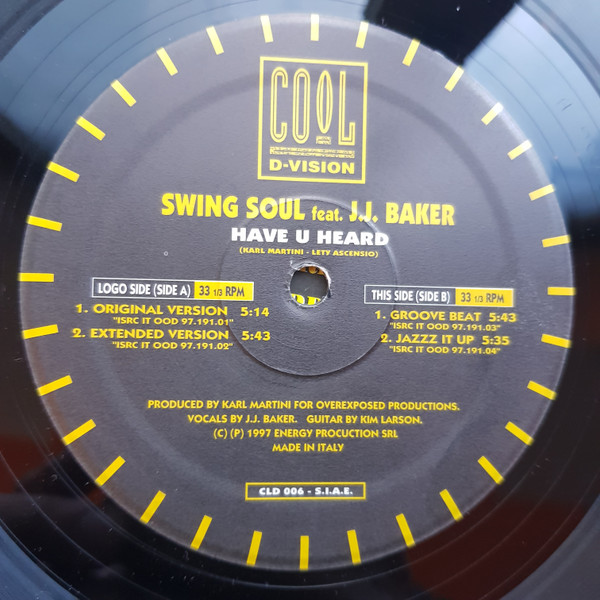 COOL
D-VISION
SWING SOUL feat. J.J. BAKER
HAVE U HEARD
(KARL MARTINI - LETY ASCENSIO)
LOGO SIDE (SIDE A) 33 1/3 RPM
1. ORIGINAL VERSION 5:14
"ISRC IT OOD 97.191.01"
2. EXTENDED VERSION 5:43
"ISRC IT OOD 97.191.02"
THIS SIDE (SIDE B) 33 1/3 RPM
1. GROOVE BEAT 5:43
"ISRC IT OOD 97.191.03"
2. JAZZZ IT UP 5:35
"ISRC IT OOD 97.191.04"
PRODUCED BY KARL MARTINI FOR OVEREXPOSED PRODUCTIONS.
VOCALS BY J.J. BAKER. GUITAR BY KIM LARSON.
(C) (P) 1997 ENERGY PROCUCTION SRL
MADE IN ITALY
CLD 006 - S.I.A.E.